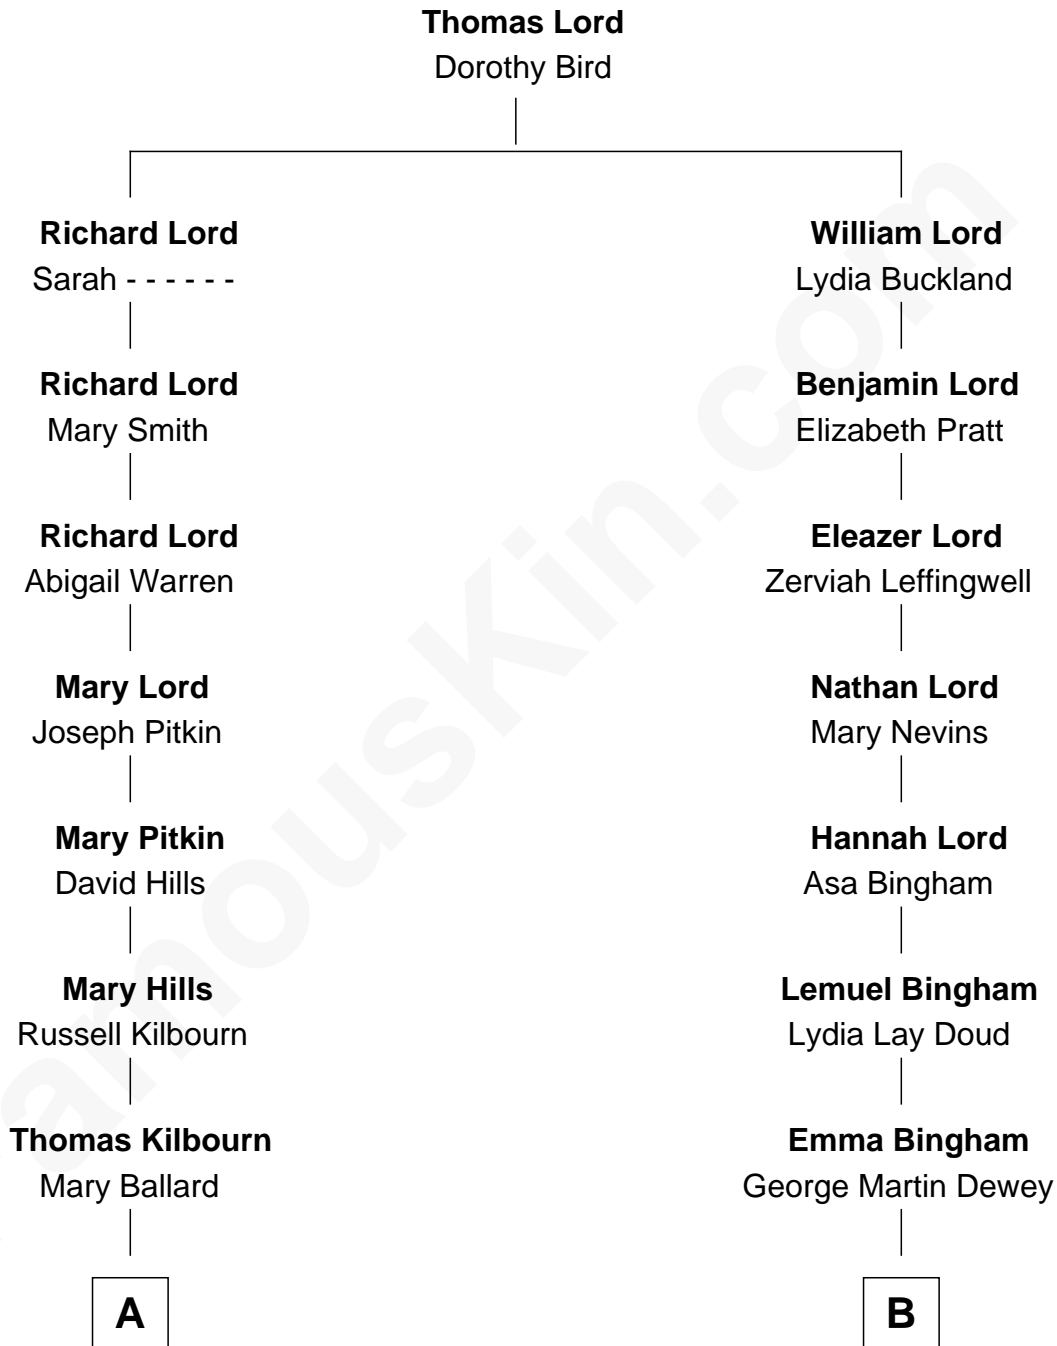 Thomas Lord
Dorothy Bird
Richard Lord
Sarah - - - - - -
William Lord
Lydia Buckland
Richard Lord
Mary Smith
Benjamin Lord
Elizabeth Pratt
Richard Lord
Abigail Warren
Eleazer Lord
Zerviah Leffingwell
Mary Lord
Joseph Pitkin
Nathan Lord
Mary Nevins
Mary Pitkin
David Hills
Hannah Lord
Asa Bingham
Mary Hills
Russell Kilbourn
Lemuel Bingham
Lydia Lay Doud
Thomas Kilbourn
Mary Ballard
Emma Bingham
George Martin Dewey
A
B
amouskin.com